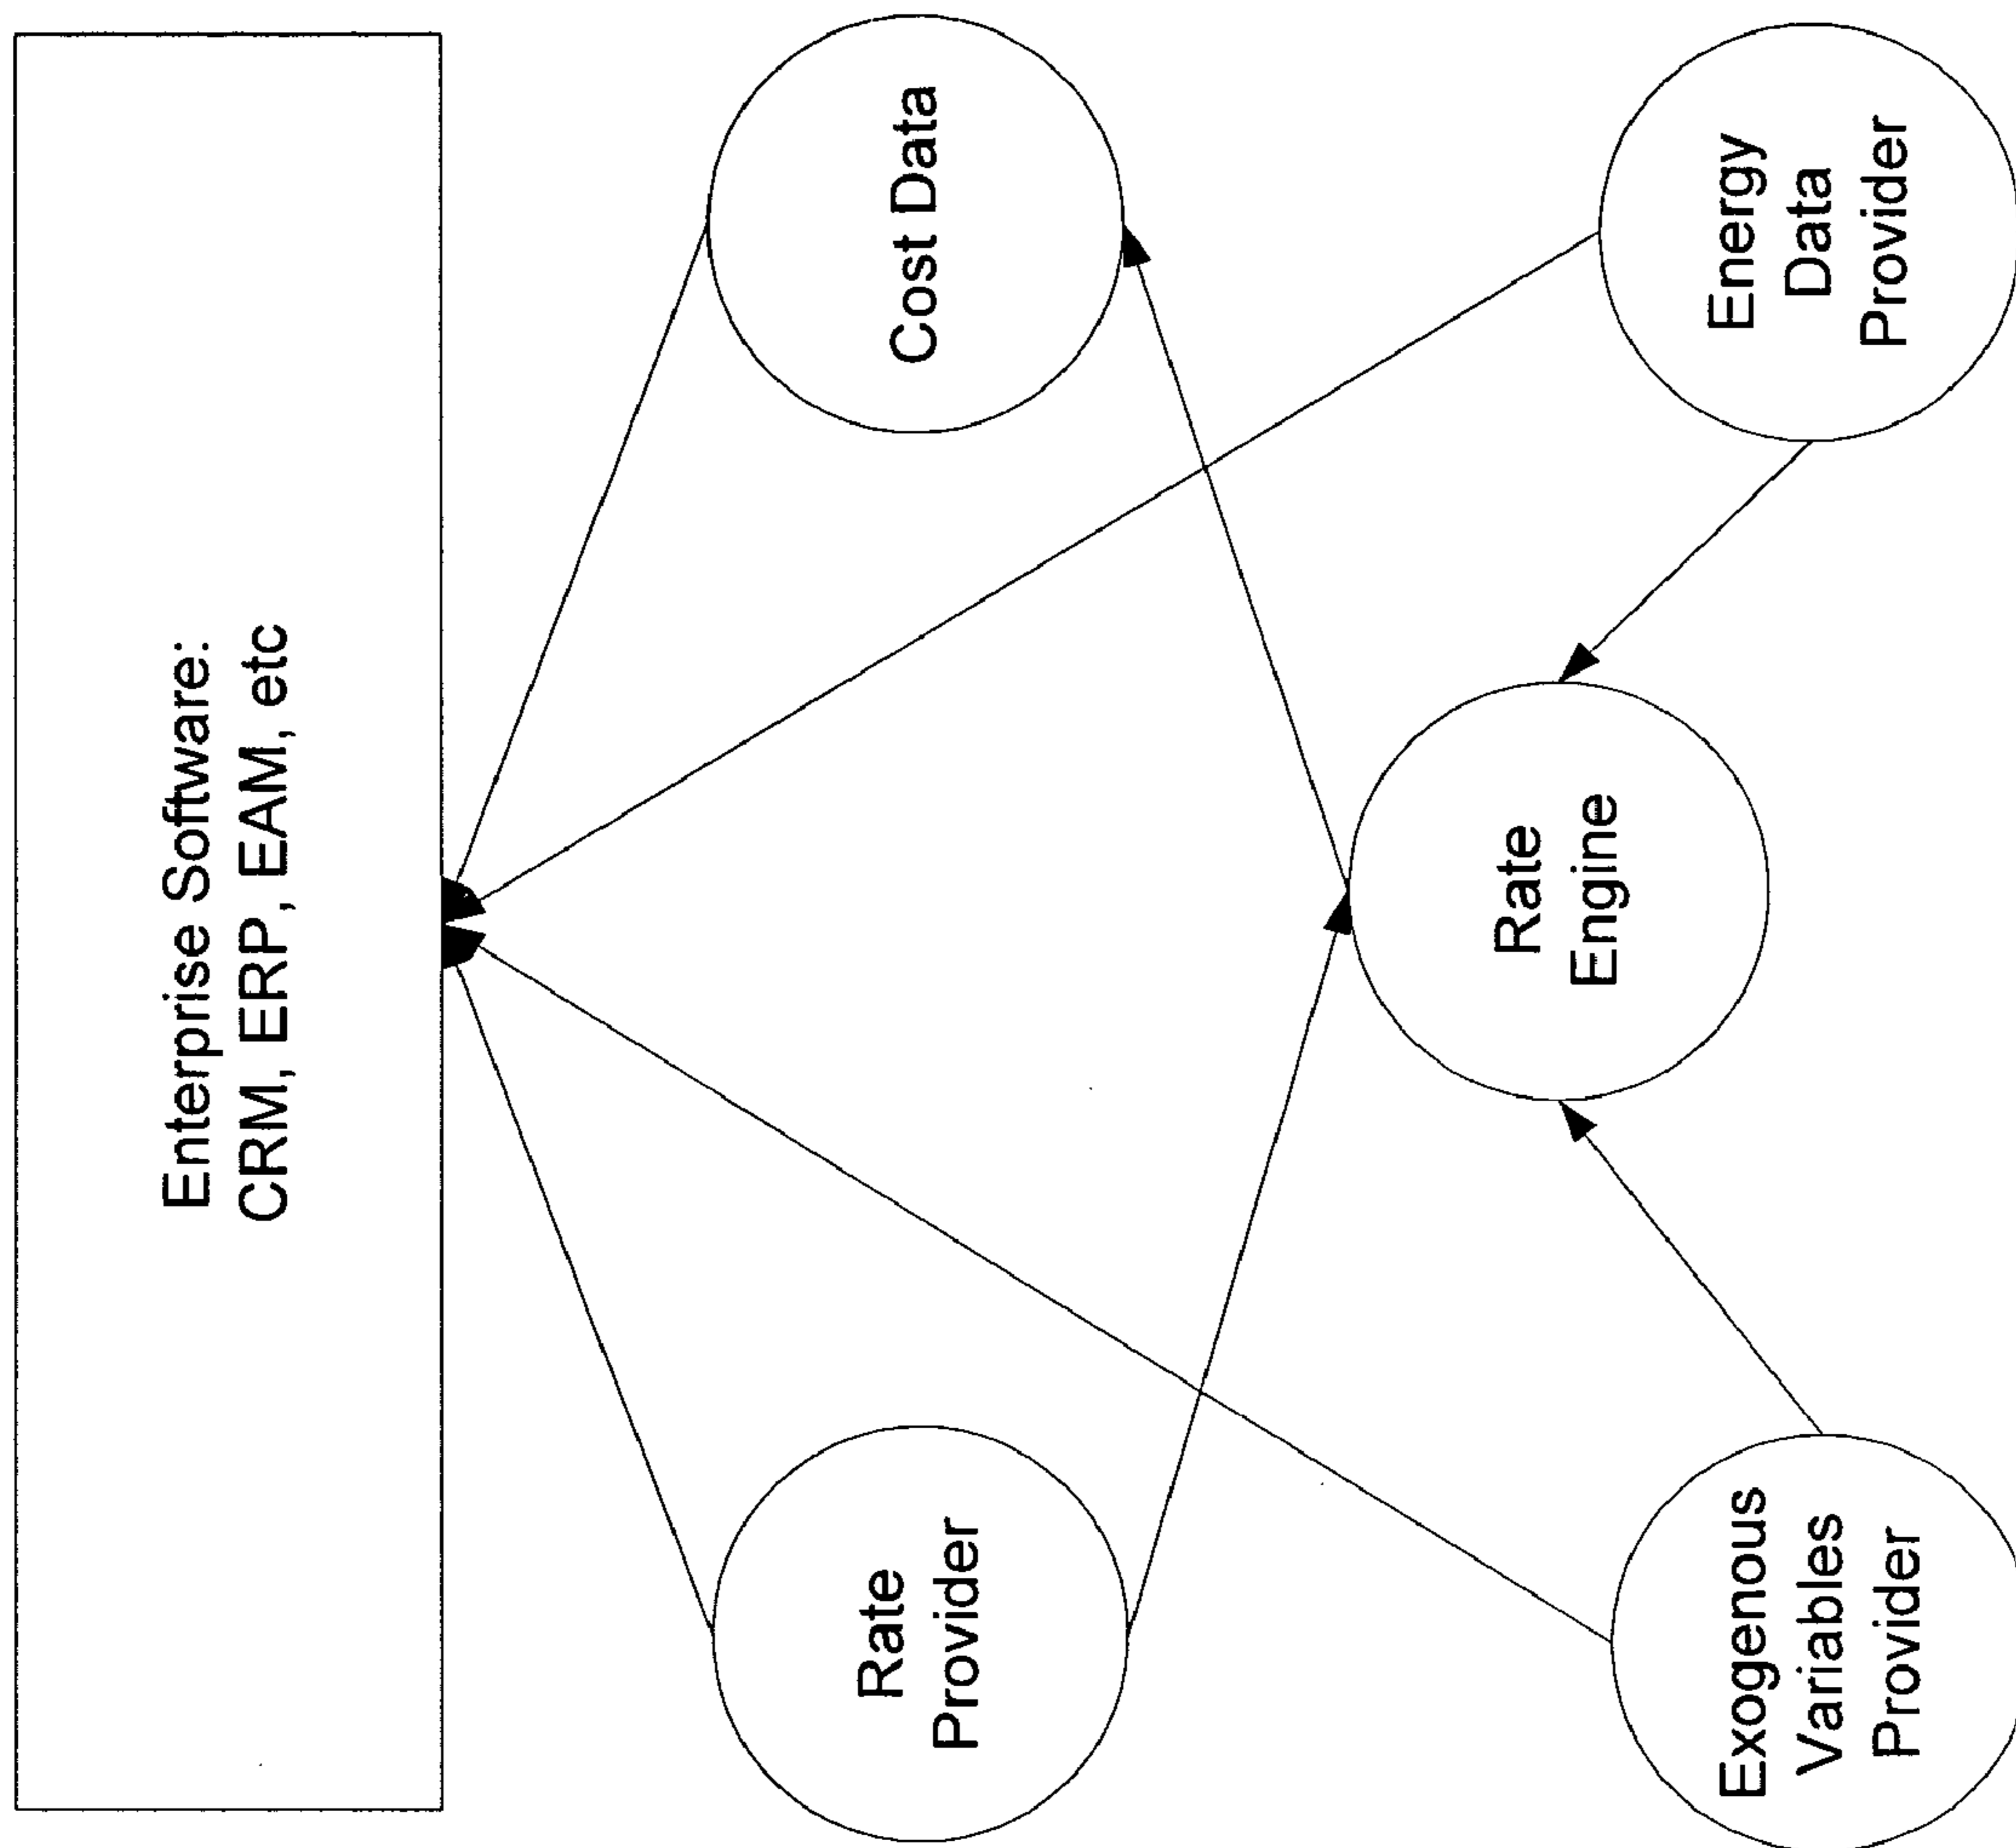 Enterprise Software:
CRM, ERP, EAM, etc
Rate
Provider
Cost Data
Rate
Engine
Exogenous
Variables
Provider
Energy
Data
Provider